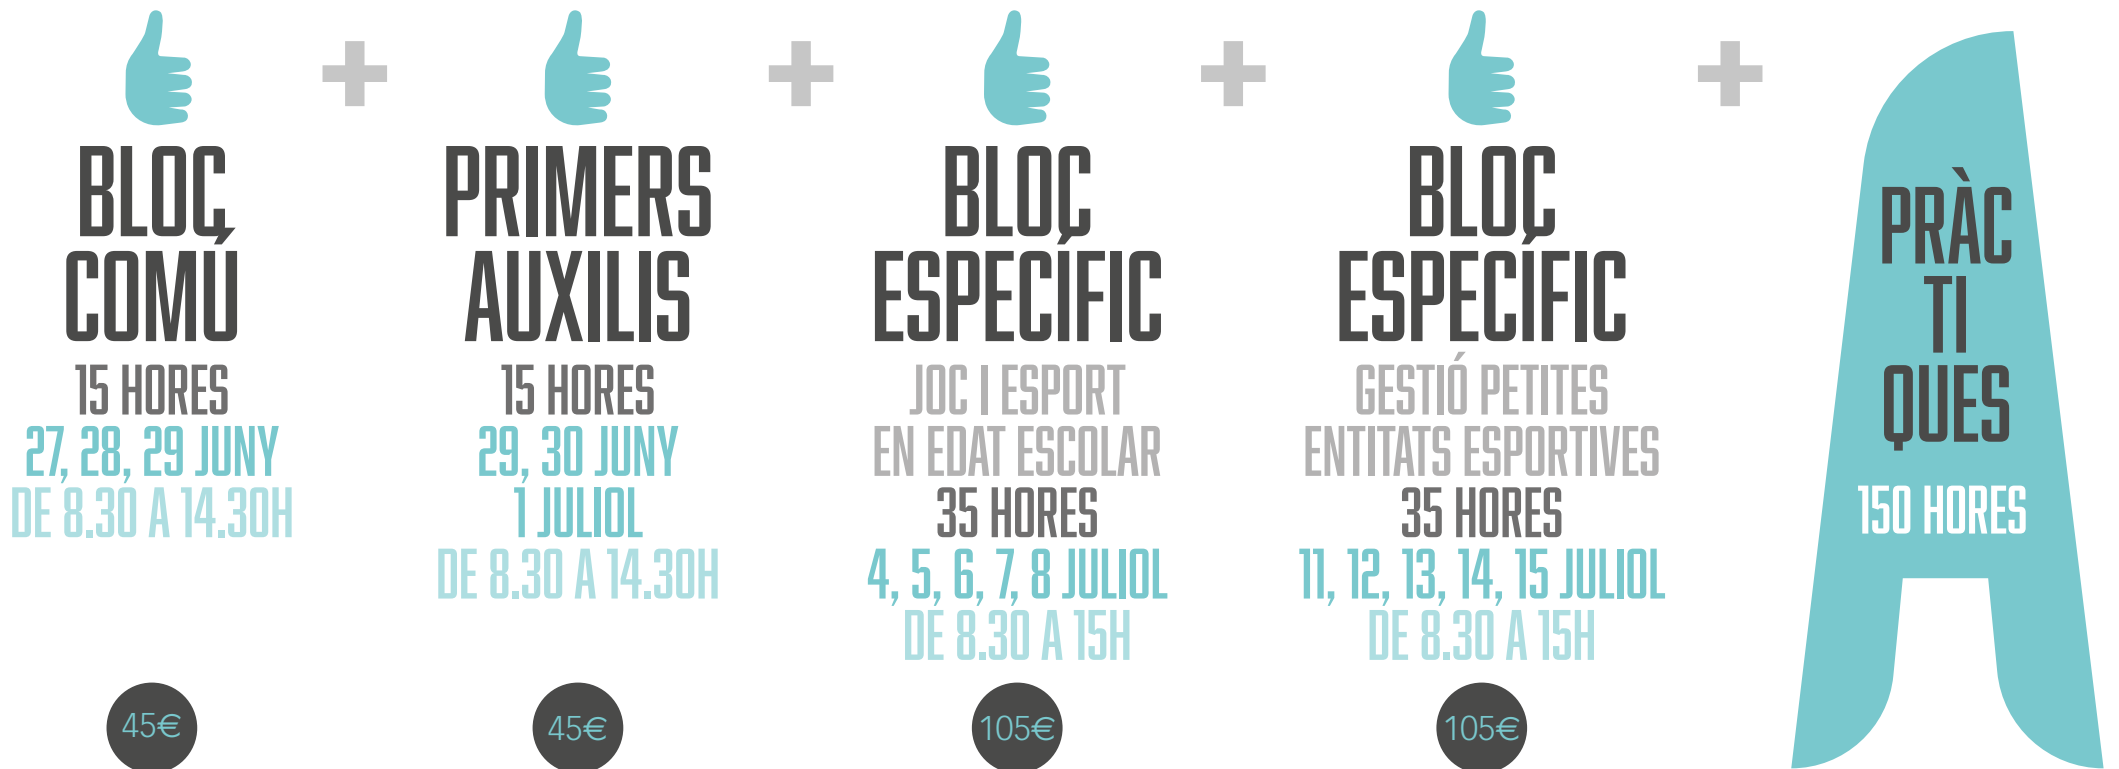 BLOC
COMÚ
15 HORES
27, 28, 29 JUNY
DE 8.30 A 14.30H
45€
PRIMERS
AUXILIS
15 HORES
29, 30 JUNY
1 JULIOL
DE 8.30 A 14.30H
45€
BLOC
ESPECÍFIC
JOC I ESPORT
EN EDAT ESCOLAR
35 HORES
4, 5, 6, 7, 8 JULIOL
DE 8.30 A 15H
105€
BLOC
ESPECÍFIC
GESTIÓ PETITES
ENTITATS ESPORTIVES
35 HORES
11, 12, 13, 14, 15 JULIOL
DE 8.30 A 15H
105€
PRÀC
TI
QUES
150 HORES